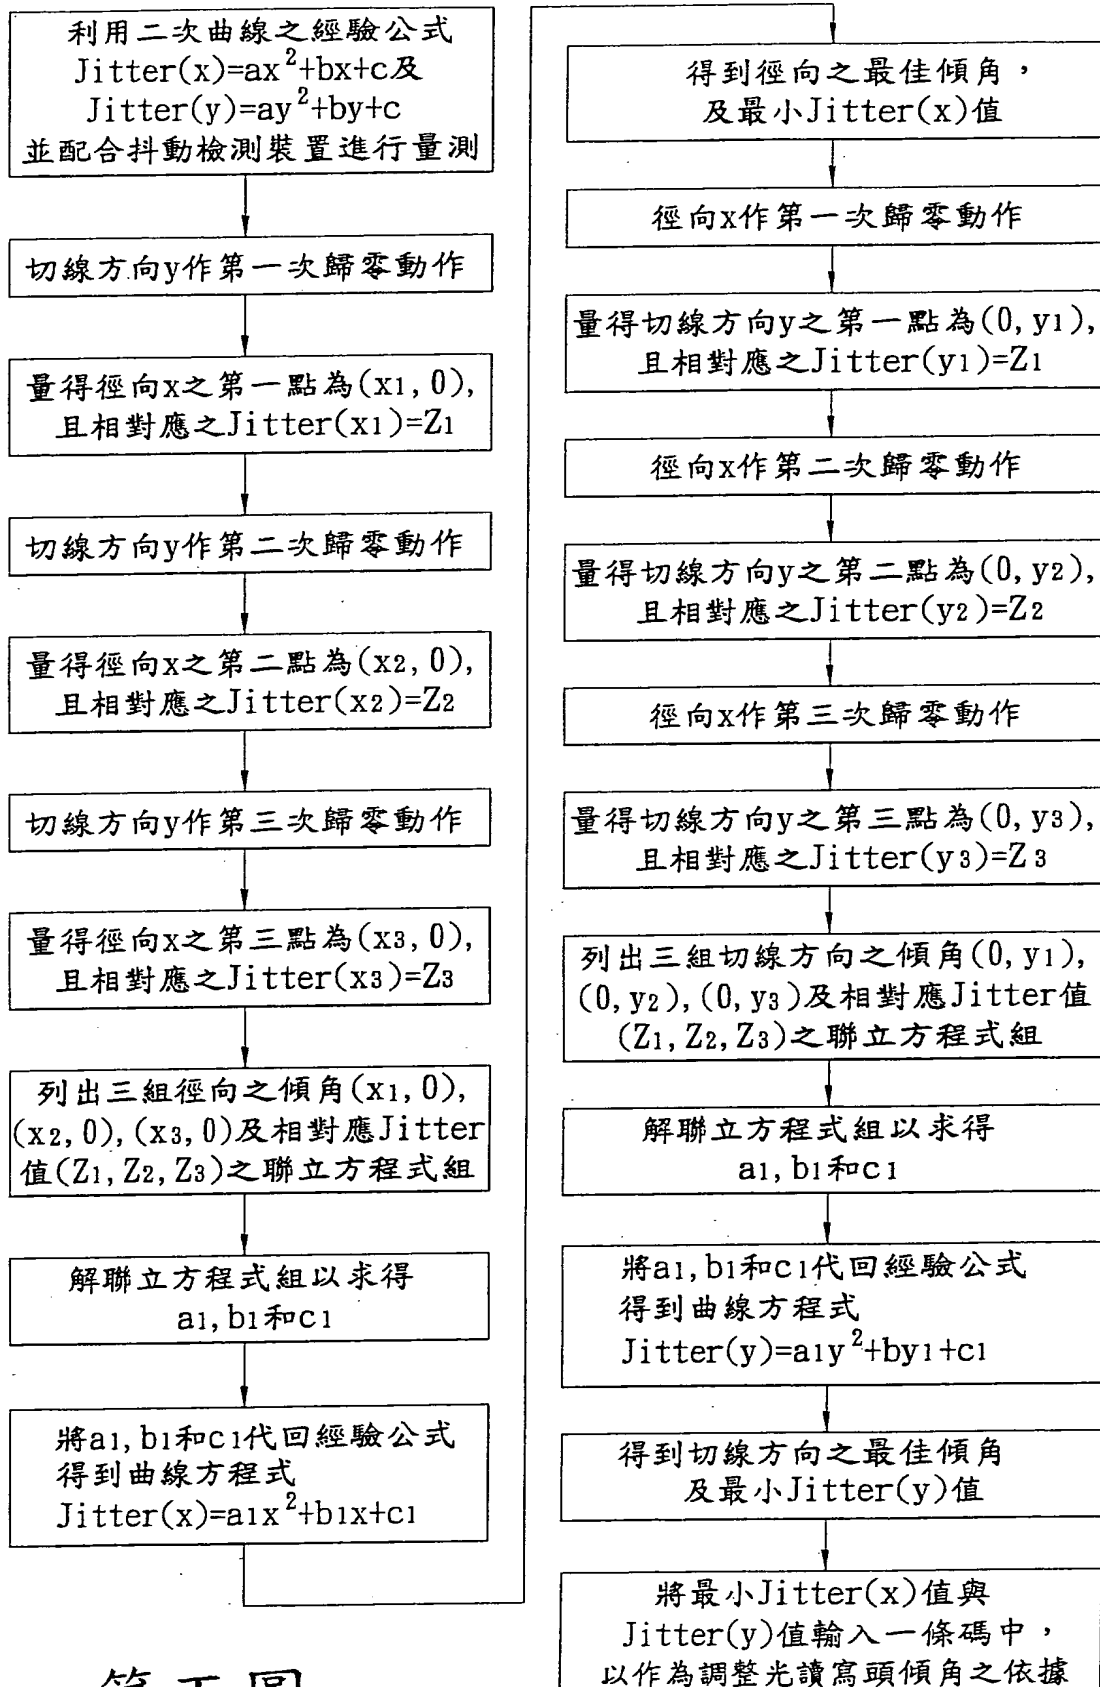 利用二次曲線之經驗公式
Jitter(x)=ax²+bx+c及
Jitter(y)=ay²+by+c
並配合抖動檢測裝置進行量測
切線方向y作第一次歸零動作
量得徑向x之第一點為(x1, 0),
且相對應之Jitter(x1)=Z1
切線方向y作第二次歸零動作
量得徑向x之第二點為(x2, 0),
且相對應之Jitter(x2)=Z2
切線方向y作第三次歸零動作
量得徑向x之第三點為(x3, 0),
且相對應之Jitter(x3)=Z3
列出三組徑向之傾角(x1, 0),
(x2, 0), (x3, 0)及相對應Jitter
值(Z1, Z2, Z3)之聯立方程式組
解聯立方程式組以求得
a1, b1和c1
將a1, b1和c1代回經驗公式
得到曲線方程式
Jitter(x)=a1x²+b1x+c1
得到徑向之最佳傾角，
及最小Jitter(x)值
徑向x作第一次歸零動作
量得切線方向y之第一點為(0, y1),
且相對應之Jitter(y1)=Z1
徑向x作第二次歸零動作
量得切線方向y之第二點為(0, y2),
且相對應之Jitter(y2)=Z2
徑向x作第三次歸零動作
量得切線方向y之第三點為(0, y3),
且相對應之Jitter(y3)=Z3
列出三組切線方向之傾角(0, y1),
(0, y2), (0, y3)及相對應Jitter值
(Z1, Z2, Z3)之聯立方程式組
解聯立方程式組以求得
a1, b1和c1
將a1, b1和c1代回經驗公式
得到曲線方程式
Jitter(y)=a1y²+by1+c1
得到切線方向之最佳傾角
及最小Jitter(y)值
將最小Jitter(x)值與
Jitter(y)值輸入一條碼中，
以作為調整光讀寫頭傾角之依據